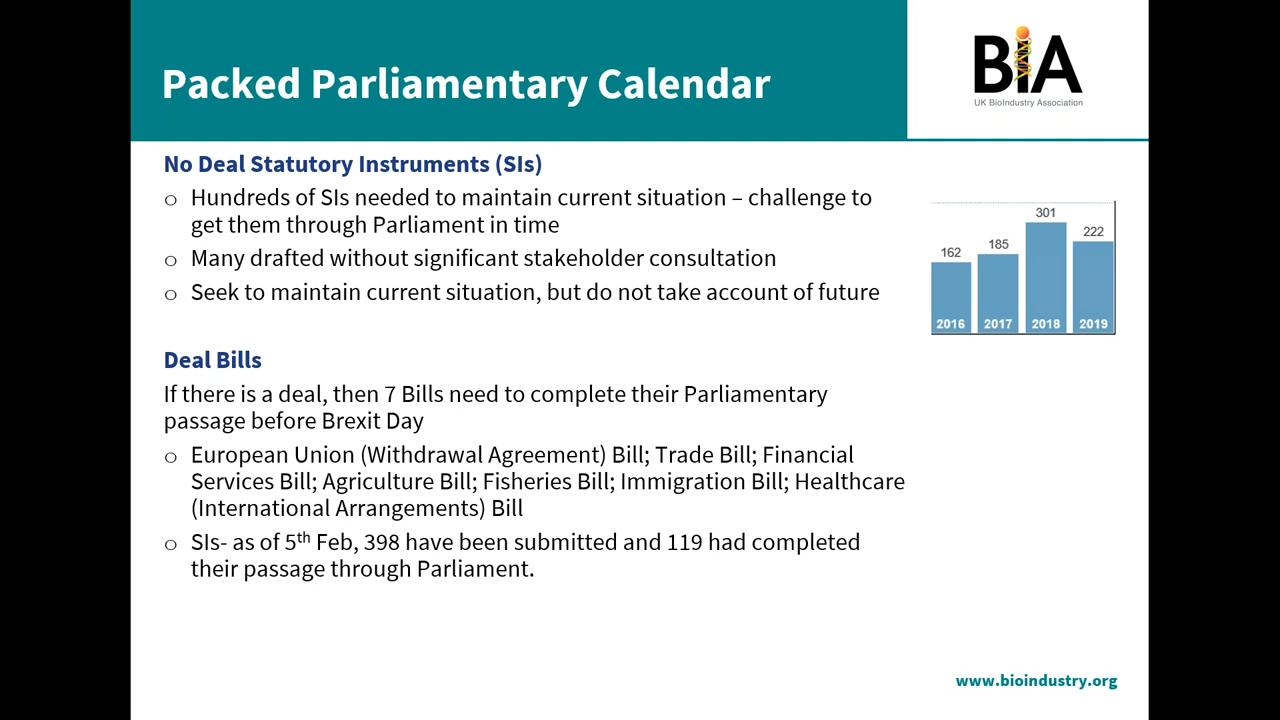 Packed Parliamentary Calendar
BiA
UK BioIndustry Association
No Deal Statutory Instruments (SIs)
o Hundreds of SIs needed to maintain current situation – challenge to
get them through Parliament in time
o Many drafted without significant stakeholder consultation
o Seek to maintain current situation, but do not take account of future
301
222
185
162
2016 2017 2018 2019
Deal Bills
If there is a deal, then 7 Bills need to complete their Parliamentary
passage before Brexit Day
o European Union (Withdrawal Agreement) Bill; Trade Bill; Financial
Services Bill; Agriculture Bill; Fisheries Bill; Immigration Bill; Healthcare
(International Arrangements) Bill
o SIs- as of 5th Feb, 398 have been submitted and 119 had completed
their passage through Parliament.
www.bioindustry.org